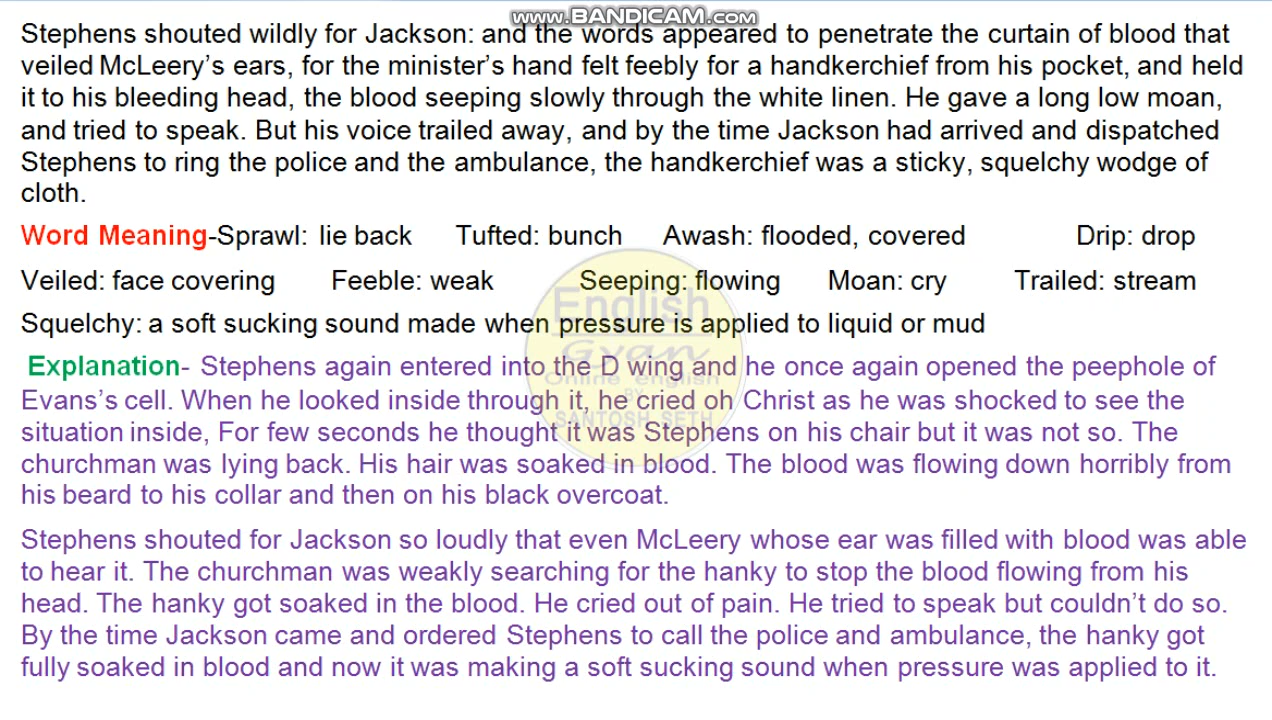 www.BANDICAM.com
Stephens shouted wildly for Jackson: and the words appeared to penetrate the curtain of blood that
veiled McLeery’s ears, for the minister’s hand felt feebly for a handkerchief from his pocket, and held
it to his bleeding head, the blood seeping slowly through the white linen. He gave a long low moan,
and tried to speak. But his voice trailed away, and by the time Jackson had arrived and dispatched
Stephens to ring the police and the ambulance, the handkerchief was a sticky, squelchy wodge of
cloth.
Word Meaning-Sprawl: lie back Tufted: bunch Awash: flooded, covered Drip: drop
Veiled: face covering Feeble: weak Seeping: flowing Moan: cry Trailed: stream
Squelchy: a soft sucking sound made when pressure is applied to liquid or mud
Explanation- Stephens again entered into the D wing and he once again opened the peephole of
Evans’s cell. When he looked inside through it, he cried oh Christ as he was shocked to see the
situation inside, For few seconds he thought it was Stephens on his chair but it was not so. The
churchman was lying back. His hair was soaked in blood. The blood was flowing down horribly from
his beard to his collar and then on his black overcoat.
Stephens shouted for Jackson so loudly that even McLeery whose ear was filled with blood was able
to hear it. The churchman was weakly searching for the hanky to stop the blood flowing from his
head. The hanky got soaked in the blood. He cried out of pain. He tried to speak but couldn’t do so.
By the time Jackson came and ordered Stephens to call the police and ambulance, the hanky got
fully soaked in blood and now it was making a soft sucking sound when pressure was applied to it.
English
Gyan
Online english
BY
SANTOSH SETH